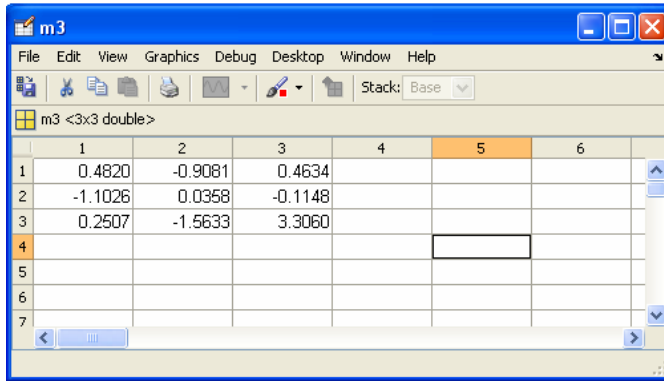 m3
File Edit View Graphics Debug Desktop Window Help
Stack: Base
m3 <3x3 double>
1 2 3 4 5 6
1 0.4820 -0.9081 0.4634
2 -1.1026 0.0358 -0.1148
3 0.2507 -1.5633 3.3060
4
5
6
7